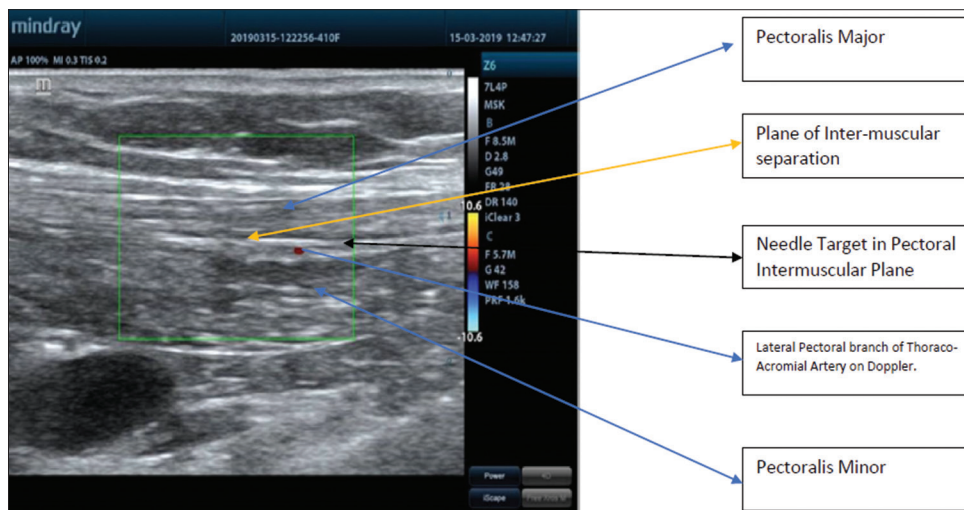 mindray
20190315-122256-410F
15-03-2019 12:47:27
AP 100% MI 0.3 TIS 0.2
Z6
7L4P
MSK
B
F 8.5M
D 2.8
G49
FR 28
DR 140
iClear 3
C
F 5.7M
G 42
WF 158
PRF 1.6k
10.6
-10.6
Power
iScape
Pectoralis Major
Plane of Inter-muscular
separation
Needle Target in Pectoral
Intermuscular Plane
Lateral Pectoral branch of Thoraco-
Acromial Artery on Doppler.
Pectoralis Minor